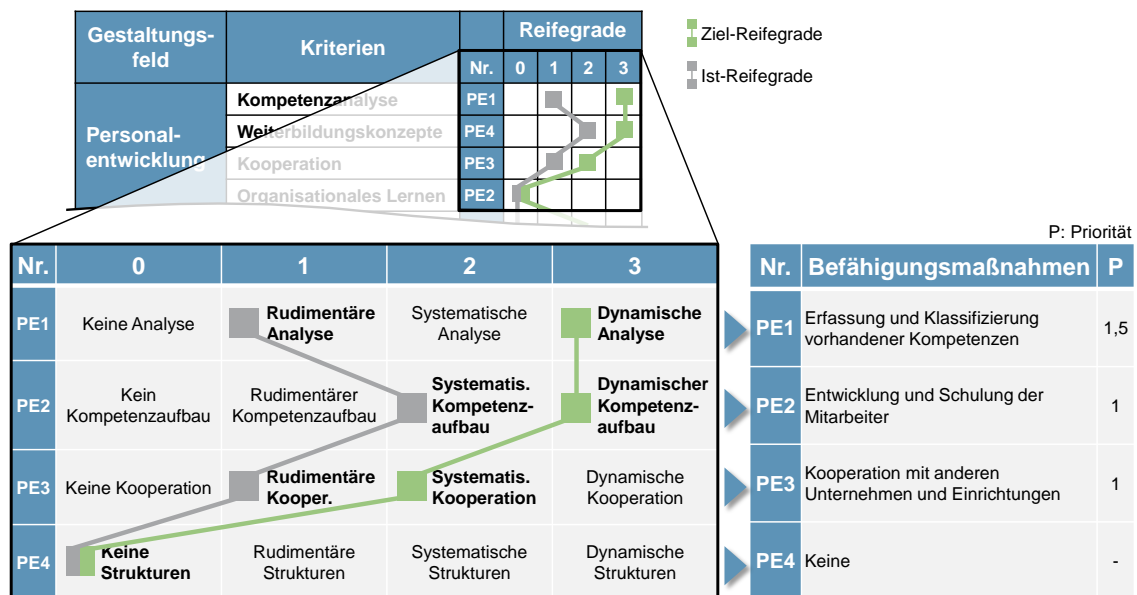 Gestaltungs-
feld
Kriterien
Reifegrade
Nr.
0
1
2
3
Ziel-Reifegrade
Ist-Reifegrade
Personal-
entwicklung
Kompetenzanalyse
PE1
Weiterbildungskonzepte
PE4
Kooperation
PE3
Organisationales Lernen
PE2
P: Priorität
Nr.
0
1
2
3
PE1
Keine Analyse
Rudimentäre
Analyse
Systematische
Analyse
Dynamische
Analyse
PE2
Kein
Kompetenzaufbau
Rudimentärer
Kompetenzaufbau
Systematis.
Kompetenz-
aufbau
Dynamischer
Kompetenz-
aufbau
PE3
Keine Kooperation
Rudimentäre
Kooper.
Systematis.
Kooperation
Dynamische
Kooperation
PE4
Keine
Strukturen
Rudimentäre
Strukturen
Systematische
Strukturen
Dynamische
Strukturen
Nr.
Befähigungsmaßnahmen
P
PE1
Erfassung und Klassifizierung
vorhandener Kompetenzen
1,5
PE2
Entwicklung und Schulung der
Mitarbeiter
1
PE3
Kooperation mit anderen
Unternehmen und Einrichtungen
1
PE4
Keine
-